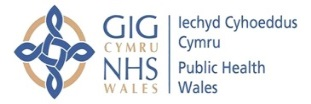 GIG
CYMRU
NHS
WALES
Iechyd Cyhoeddus
Cymru
Public Health
Wales